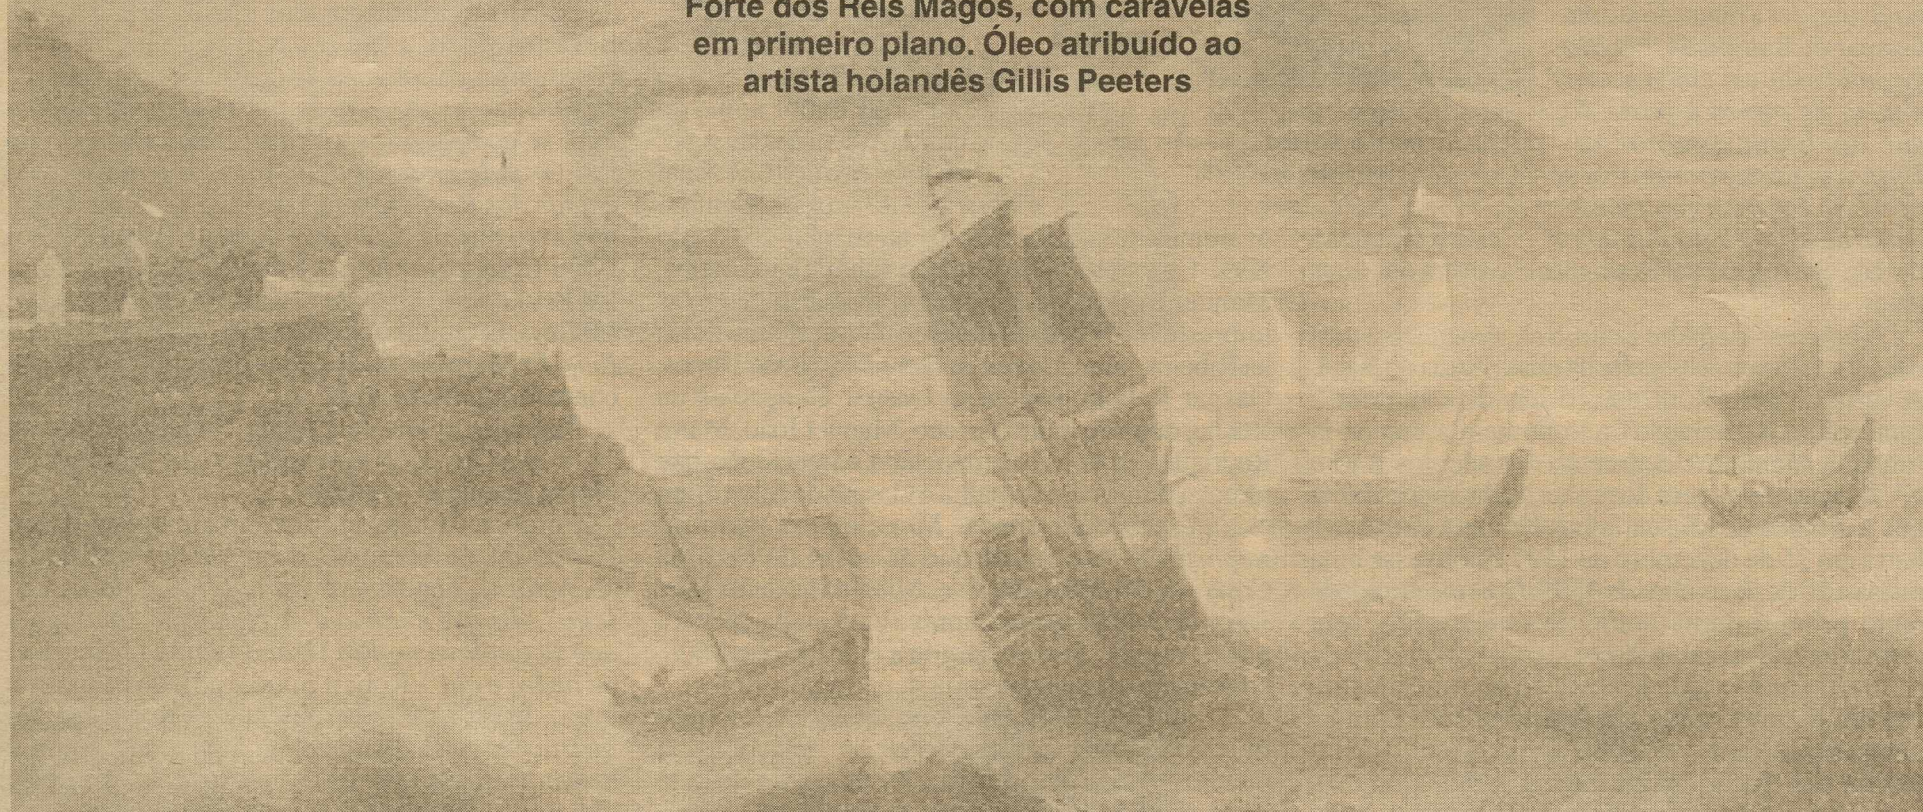 Forte dos Reis Magos, com caravelas
em primeiro plano. Óleo atribuído ao
artista holandês Gillis Peeters